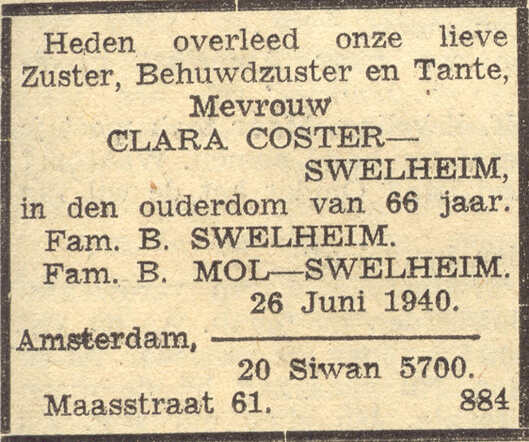 Heden overleed onze lieve
Zuster, Behuwdzuster en Tante,
Mevrouw
CLARA COSTER—
SWELHEIM,
in den ouderdom van 66 jaar.
Fam. B. SWELHEIM.
Fam. B. MOL—SWELHEIM.
26 Juni 1940.
Amsterdam,
20 Siwan 5700.
Maasstraat 61. 884